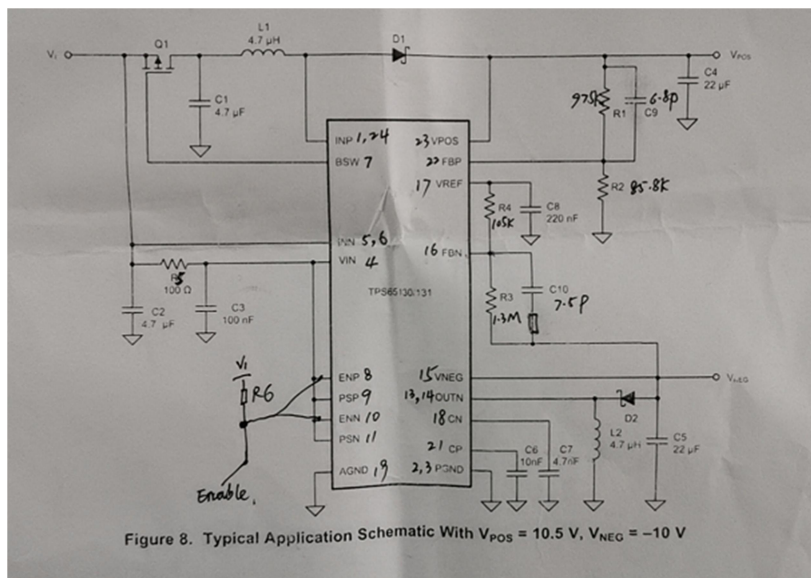 L1
4.7 µH
Q1
D1
VI
VPOS
C1
4.7 µF
975k
R1
6.8p
C9
C4
22 µF
INP 1,24
23 VPOS
BSW 7
22 FBP
17 VREF
R2 85.8K
R4
105K
C8
220 nF
INN 5,6
VIN 4
16 FBN
R5
100 Ω
TPS65130/131
C10
7.5p
R3
1.3M
C2
4.7 µF
C3
100 nF
VI
R6
ENP 8
15 VNEG
VNEG
PSP 9
13,14 OUTN
D2
ENN 10
18 CN
PSN 11
L2
4.7 µH
C5
22 µF
21 CP
C6
10nF
C7
4.7nF
AGND 19
2,3 PGND
Enable.
Figure 8. Typical Application Schematic With VPOS = 10.5 V, VNEG = –10 V